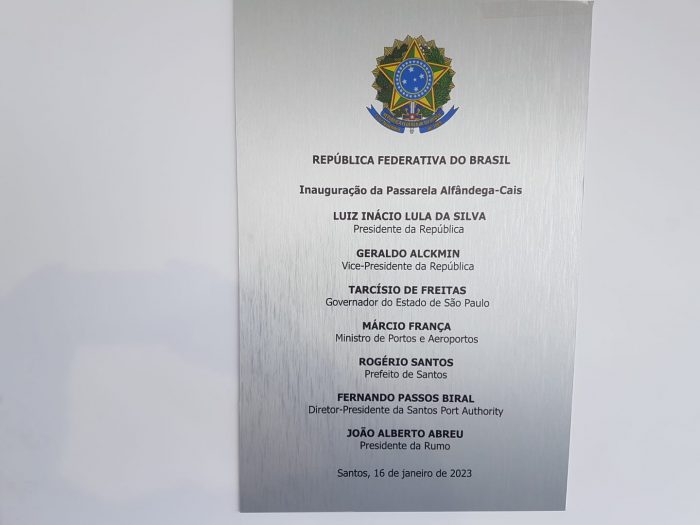 REPÚBLICA FEDERATIVA DO BRASIL
Inauguração da Passarela Alfândega-Cais
LUIZ INÁCIO LULA DA SILVA
Presidente da República
GERALDO ALCKMIN
Vice-Presidente da República
TARCÍSIO DE FREITAS
Governador do Estado de São Paulo
MÁRCIO FRANÇA
Ministro de Portos e Aeroportos
ROGÉRIO SANTOS
Prefeito de Santos
FERNANDO PASSOS BIRAL
Diretor-Presidente da Santos Port Authority
JOÃO ALBERTO ABREU
Presidente da Rumo
Santos, 16 de janeiro de 2023